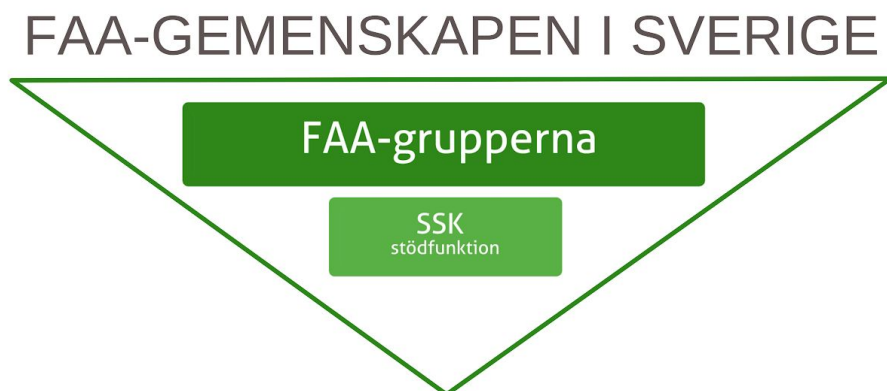 FAA-GEMENSKAPEN I SVERIGE
FAA-grupperna
SSK
stödfunktion